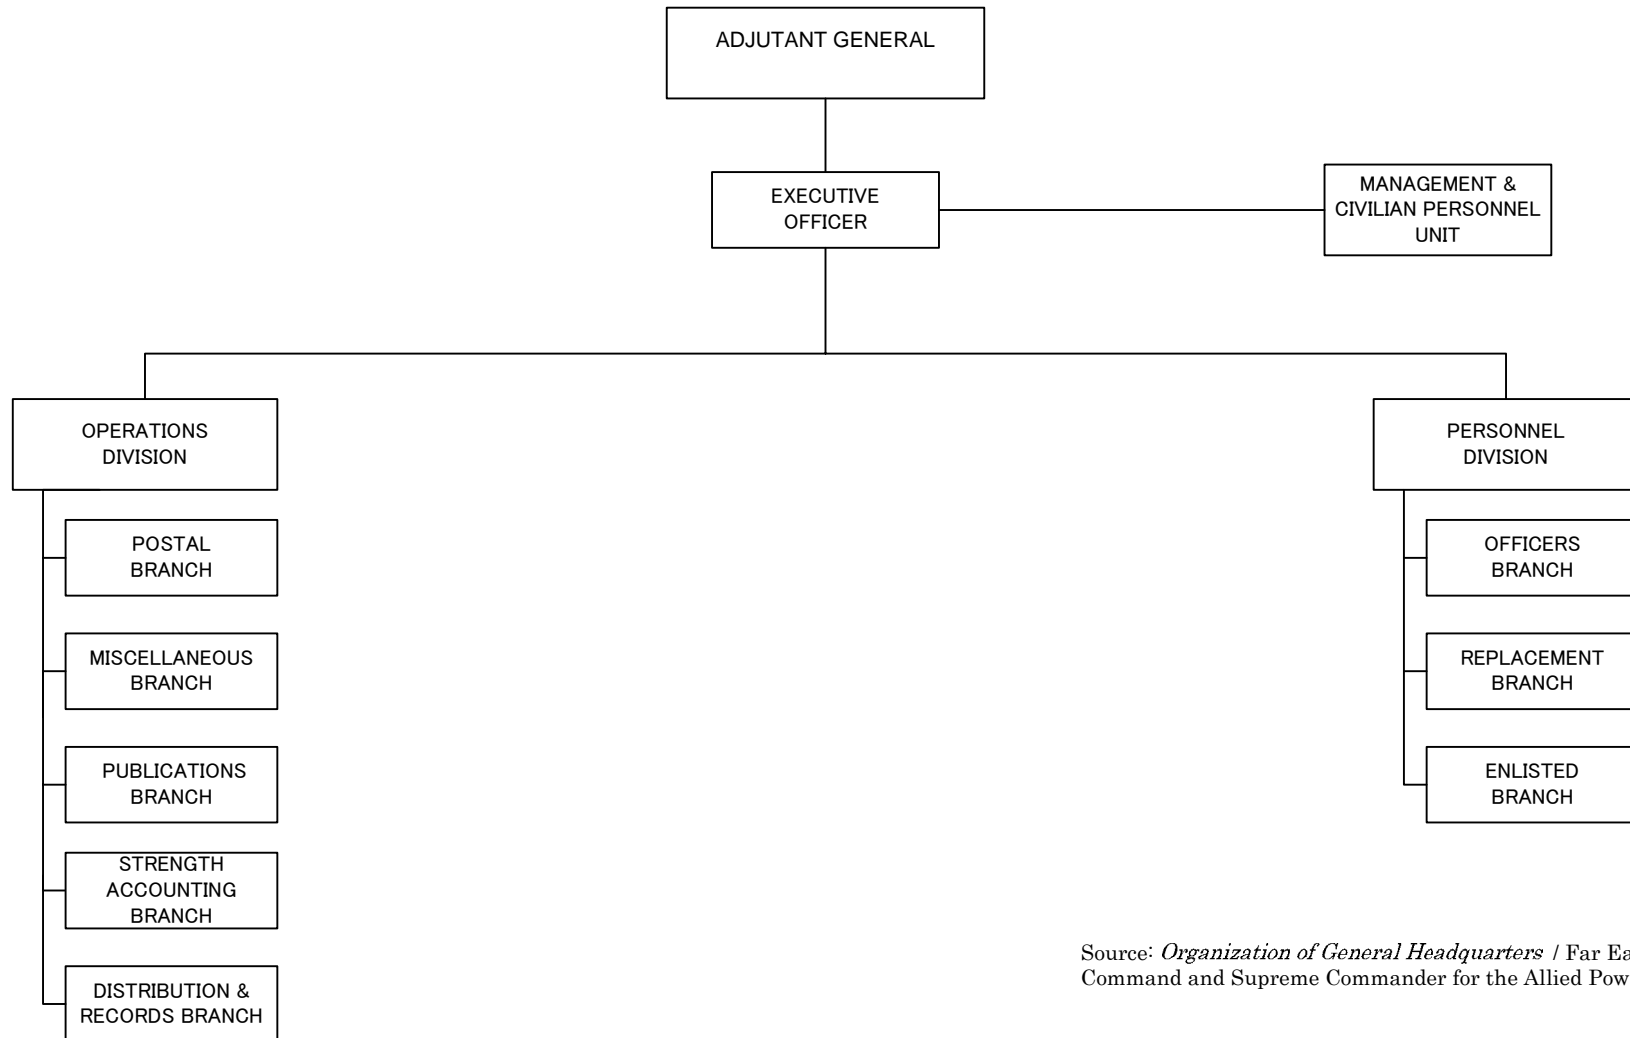 ADJUTANT GENERAL
EXECUTIVE
OFFICER
MANAGEMENT &
CIVILIAN PERSONNEL
UNIT
OPERATIONS
DIVISION
POSTAL
BRANCH
MISCELLANEOUS
BRANCH
PUBLICATIONS
BRANCH
STRENGTH
ACCOUNTING
BRANCH
DISTRIBUTION &
RECORDS BRANCH
PERSONNEL
DIVISION
OFFICERS
BRANCH
REPLACEMENT
BRANCH
ENLISTED
BRANCH
Source: Organization of General Headquarters / Far Ea
Command and Supreme Commander for the Allied Pow